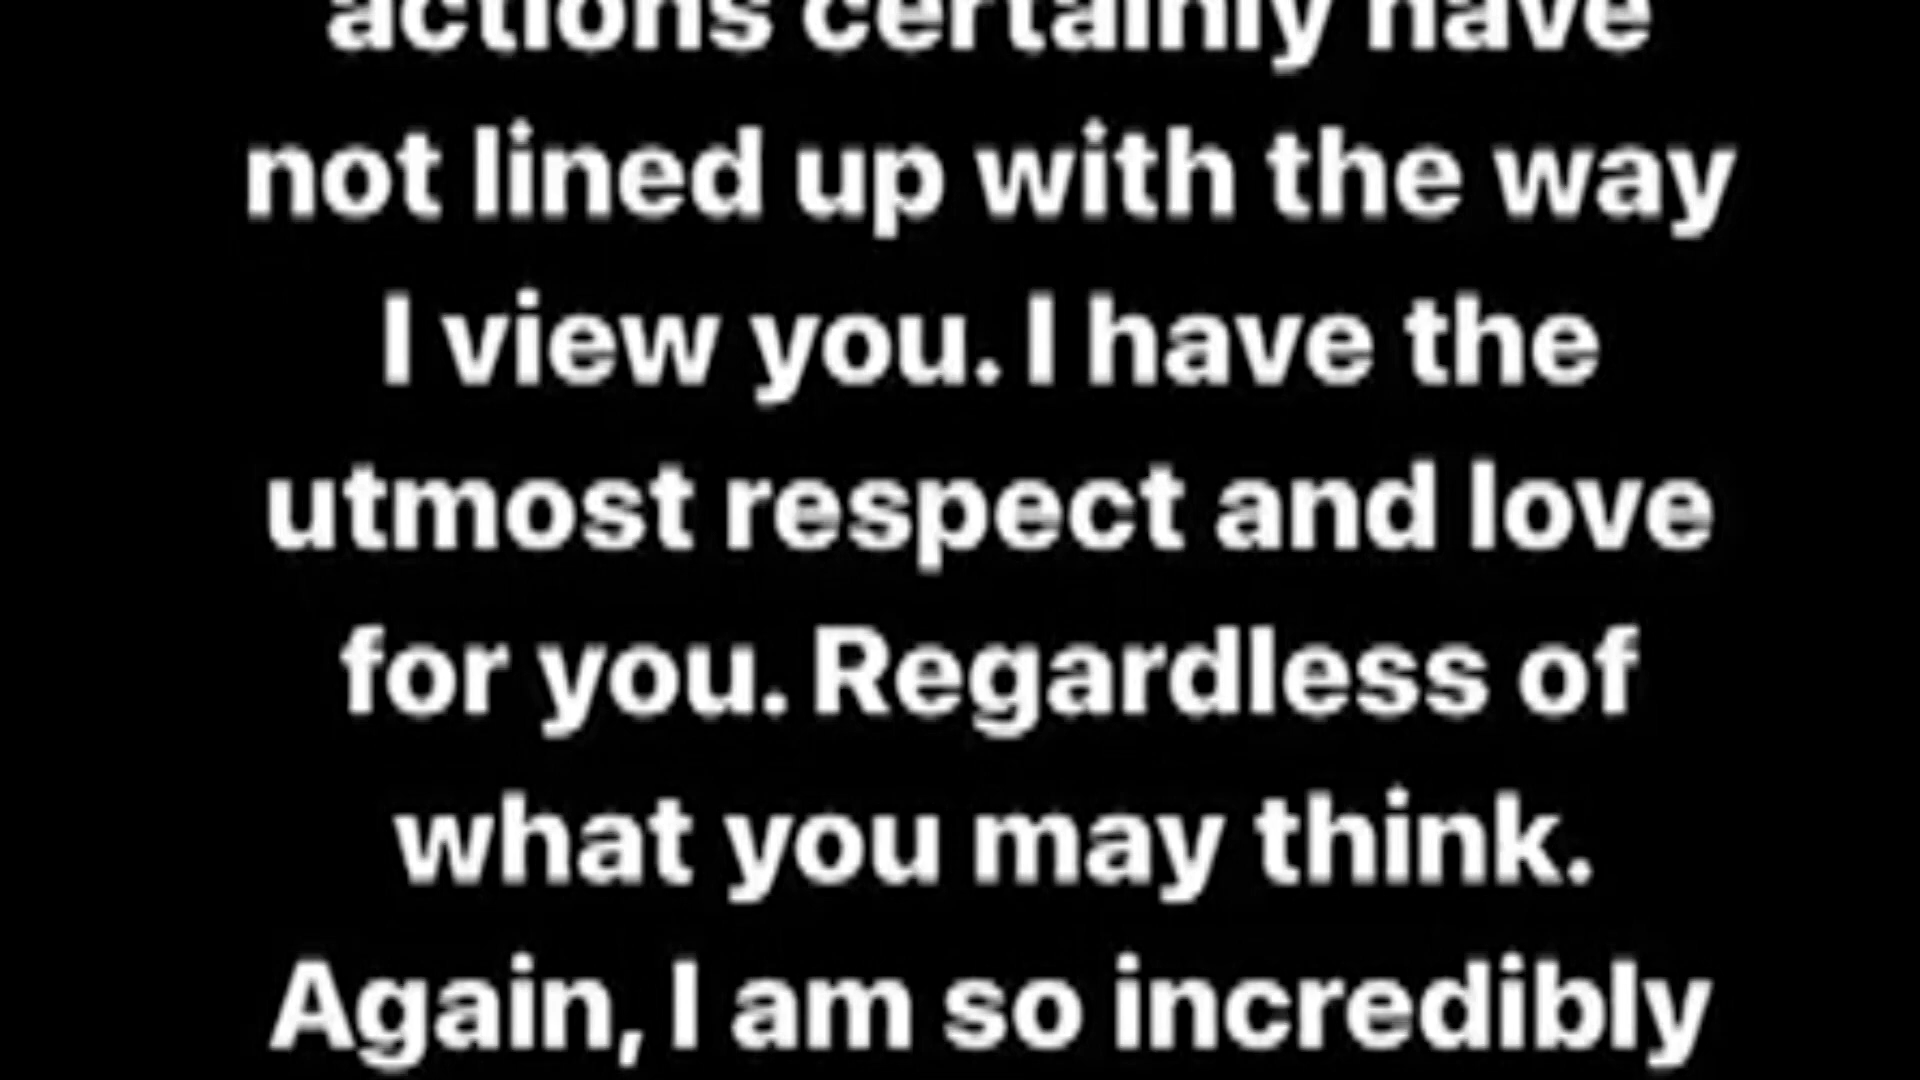 actions certainly have
not lined up with the way
I view you. I have the
utmost respect and love
for you. Regardless of
what you may think.
Again, I am so incredibly